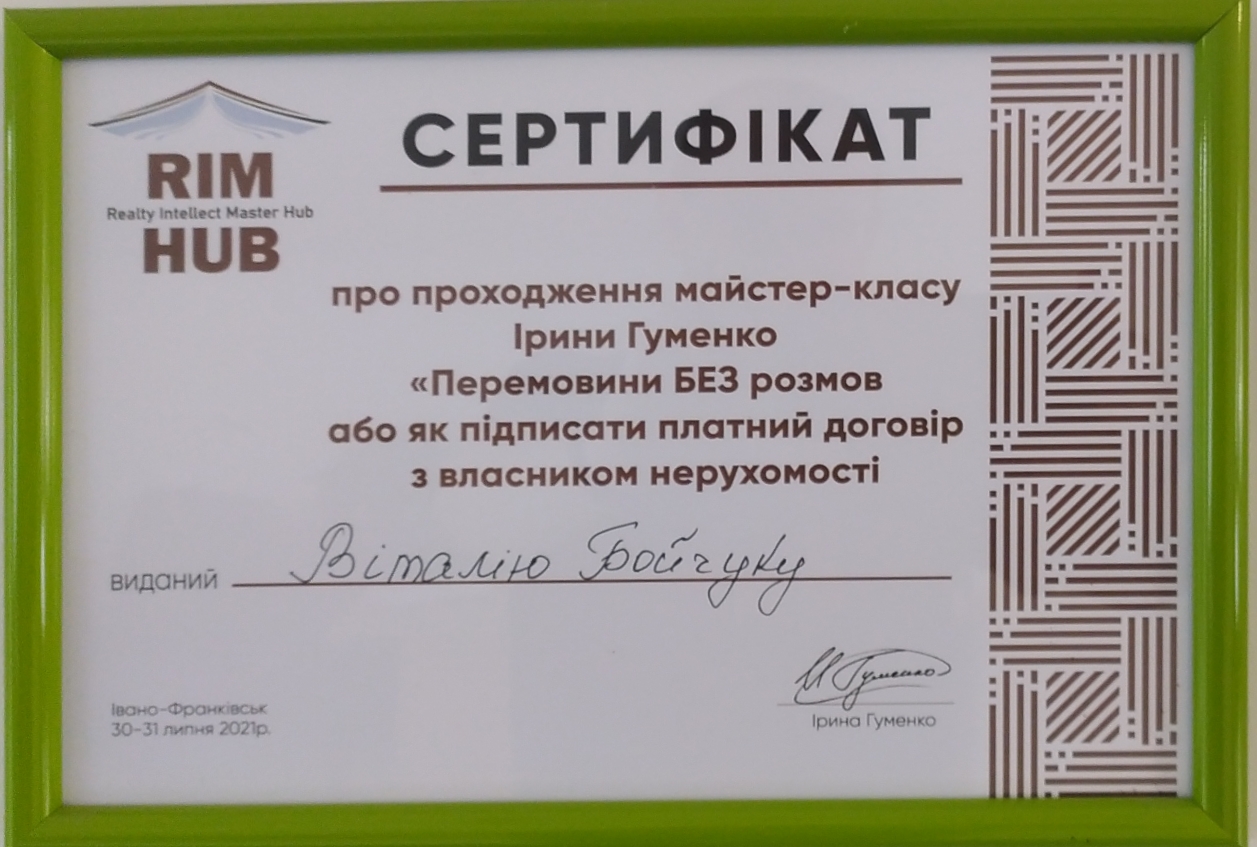 RIM
Realty Intellect Master Hub
HUB
СЕРТИФІКАТ
про проходження майстер-класу
Ірини Гуменко
«Перемовини БЕЗ розмов
або як підписати платний договір
з власником нерухомості
виданий Віталію Бойчуку
И Гуменко
Ірина Гуменко
Івано-Франківськ
30-31 липня 2021р.